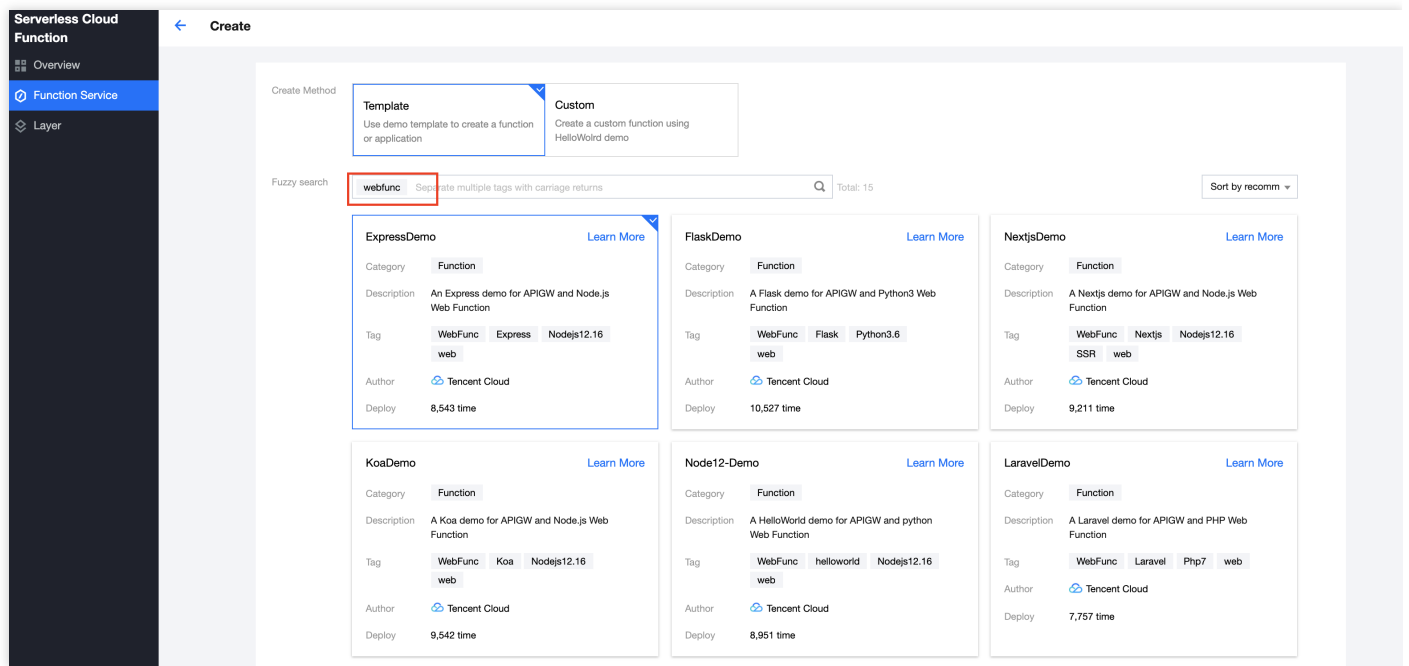 Serverless Cloud
Function
Overview
Function Service
Layer
Create
Create Method
Template
Use demo template to create a function
or application
Custom
Create a custom function using
HelloWolrd demo
Fuzzy search
webfunc Separate multiple tags with carriage returns
Total: 15
Sort by recomm
ExpressDemo Learn More
Category Function
Description An Express demo for APIGW and Node.js
Web Function
Tag WebFunc Express Nodejs12.16
web
Author Tencent Cloud
Deploy 8,543 time
FlaskDemo Learn More
Category Function
Description A Flask demo for APIGW and Python3 Web
Function
Tag WebFunc Flask Python3.6
web
Author Tencent Cloud
Deploy 10,527 time
NextjsDemo Learn More
Category Function
Description A Nextjs demo for APIGW and Node.js Web
Function
Tag WebFunc Nextjs Nodejs12.16
SSR web
Author Tencent Cloud
Deploy 9,211 time
KoaDemo Learn More
Category Function
Description A Koa demo for APIGW and Node.js Web
Function
Tag WebFunc Koa Nodejs12.16
web
Author Tencent Cloud
Deploy 9,542 time
Node12-Demo Learn More
Category Function
Description A HelloWorld demo for APIGW and python
Web Function
Tag WebFunc helloworld Nodejs12.16
web
Author Tencent Cloud
Deploy 8,951 time
LaravelDemo Learn More
Category Function
Description A Laravel demo for APIGW and PHP Web
Function
Tag WebFunc Laravel Php7 web
Author Tencent Cloud
Deploy 7,757 time